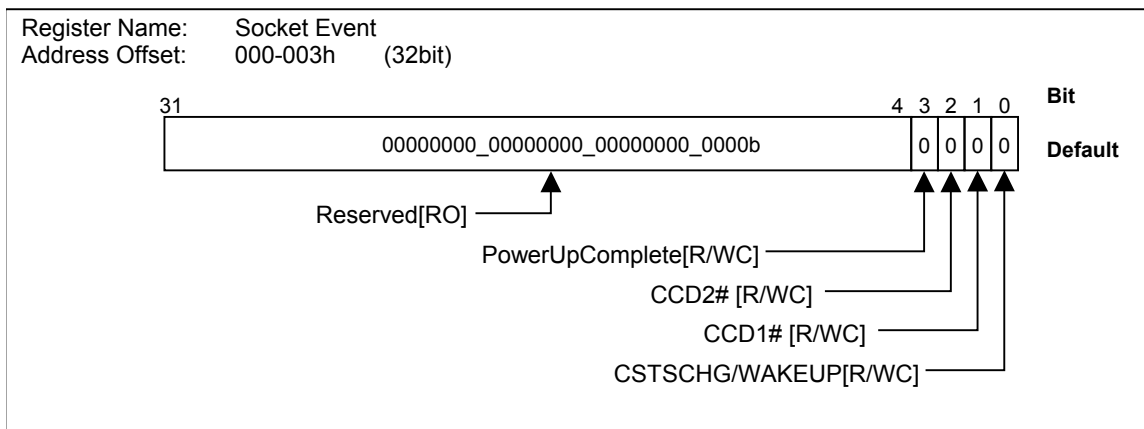 Register Name: Socket Event
Address Offset: 000-003h (32bit)
31 4 3 2 1 0 Bit
00000000_00000000_00000000_0000b 0 0 0 0 Default
Reserved[RO]
PowerUpComplete[R/WC]
CCD2# [R/WC]
CCD1# [R/WC]
CSTSCHG/WAKEUP[R/WC]